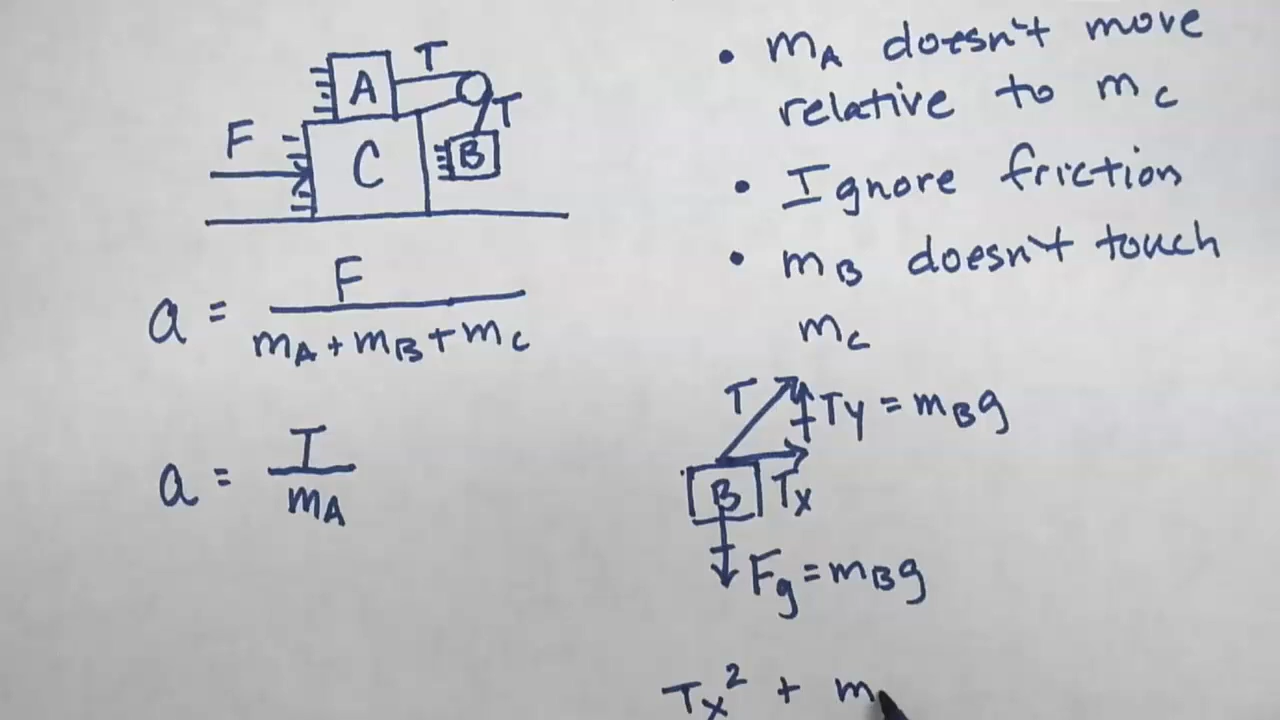 T
A
T
F
C
B
a = F / (mA + mB + mC)
a = T / mA
• mA doesn't move
relative to mC
• Ignore friction
• mB doesn't touch
mC
T
Ty = mBg
B
Tx
Fg = mBg
Tx² + m